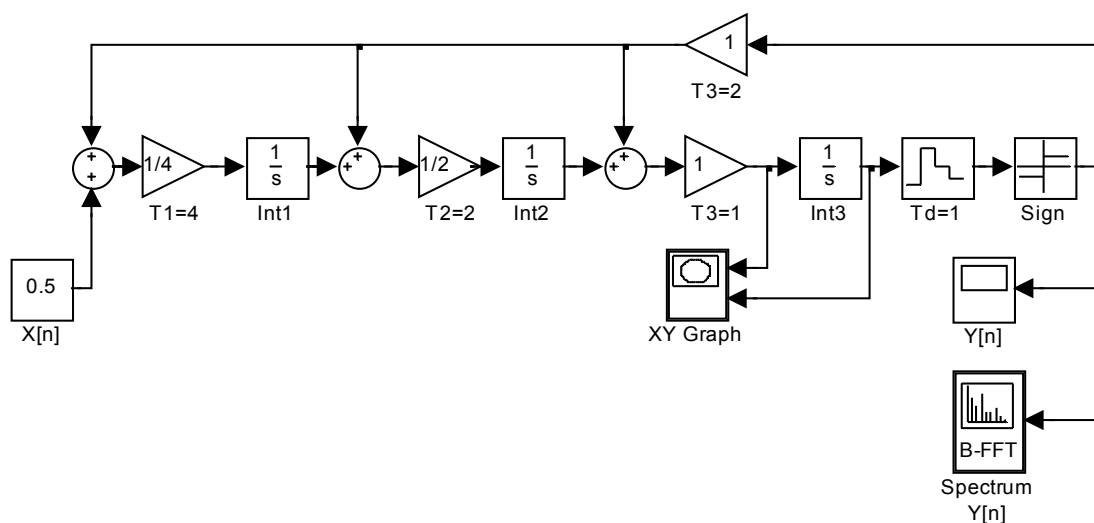 1
T3=2
+
+
1/4
T1=4
1
s
Int1
+
+
1/2
T2=2
1
s
Int2
+
+
1
T3=1
1
s
Int3
Td=1
Sign
0.5
X[n]
XY Graph
Y[n]
B-FFT
Spectrum
Y[n]